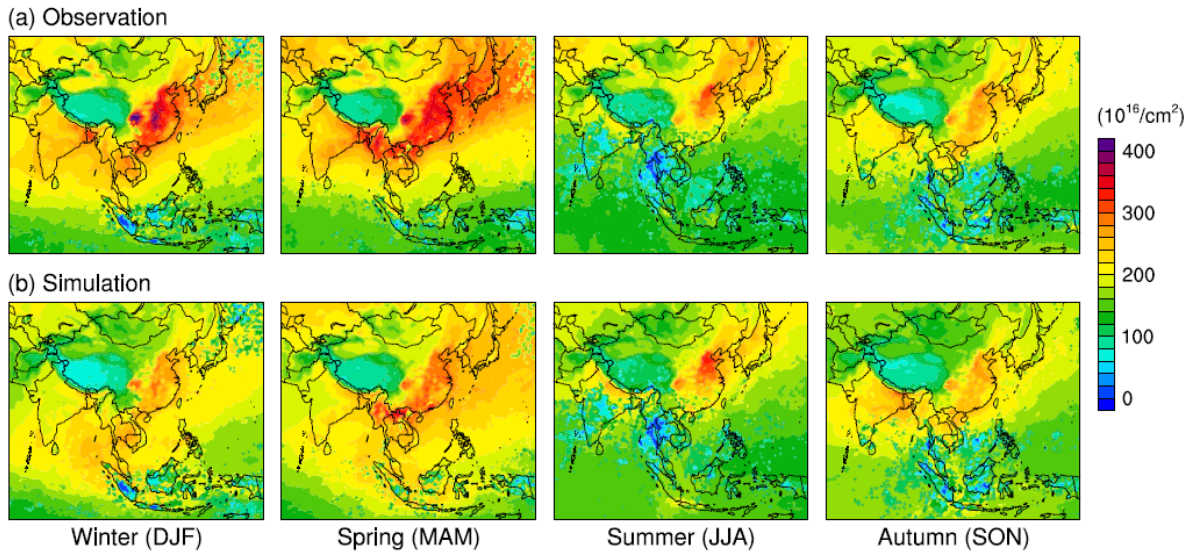 (a) Observation
(10¹⁶/cm²)
400
300
200
100
0
(b) Simulation
Winter (DJF)
Spring (MAM)
Summer (JJA)
Autumn (SON)